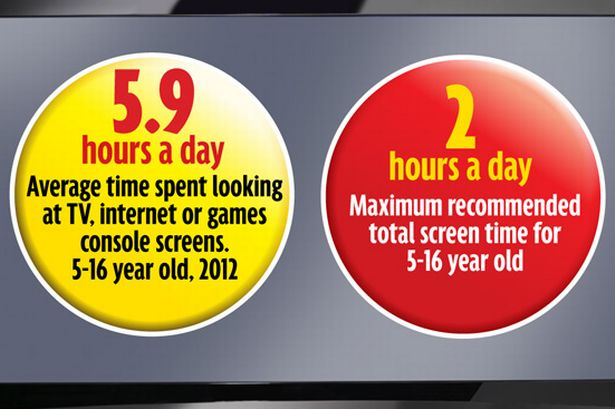 5.9
hours a day
Average time spent looking
at TV, internet or games
console screens.
5-16 year old, 2012
2
hours a day
Maximum recommended
total screen time for
5-16 year old